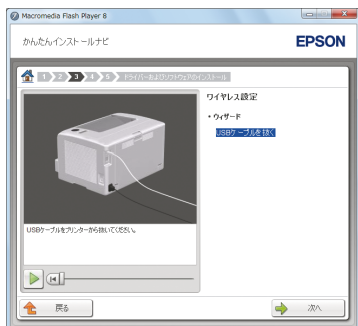 Macromedia Flash Player 8
かんたんインストールナビ
EPSON
1 2 3 4 5 ドライバーおよびソフトウェアのインストール
ワイヤレス設定
・ウィザード
USBケーブルを抜く
USBケーブルをプリンターから抜いてください。
戻る
次へ